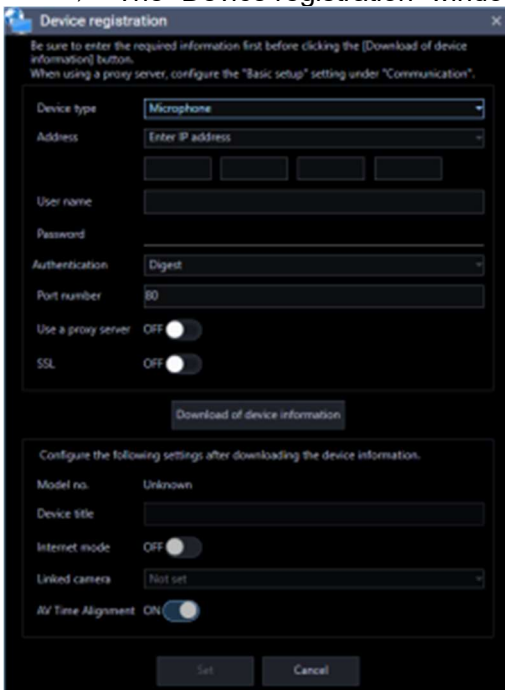 The "Device registration" windo
Device registration
Be sure to enter the required information first before clicking the [Download of device
information] button.
When using a proxy server, configure the "Basic setup" setting under "Communication".
Device type Microphone
Address Enter IP address
User name
Password
Authentication Digest
Port number 80
Use a proxy server OFF
SSL OFF
Download of device information
Configure the following settings after downloading the device information.
Model no. Unknown
Device title
Internet mode OFF
Linked camera Not set
AV Time Alignment ON
Set Cancel